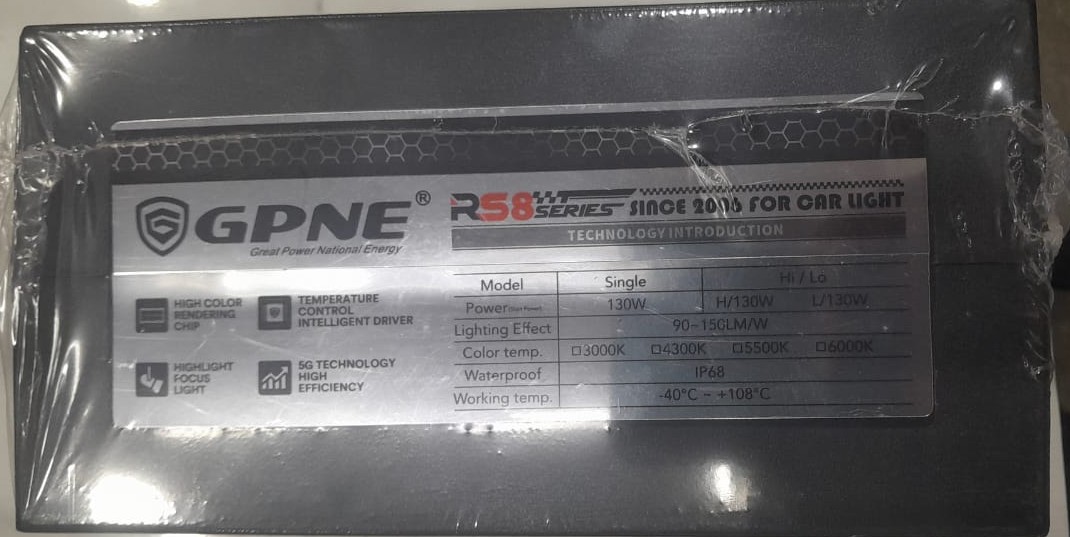 GPNE®
Great Power National Energy
RS8 SERIES SINCE 2006 FOR CAR LIGHT
TECHNOLOGY INTRODUCTION
HIGH COLOR
RENDERING
CHIP
TEMPERATURE
CONTROL
INTELLIGENT DRIVER
HIGHLIGHT
FOCUS
LIGHT
5G TECHNOLOGY
HIGH
EFFICIENCY
Model Single Hi / Lo
Power(Start Power) 130W H/130W L/130W
Lighting Effect 90~150LM/W
Color temp. □3000K □4300K □5500K □6000K
Waterproof IP68
Working temp. -40°C ~ +108°C